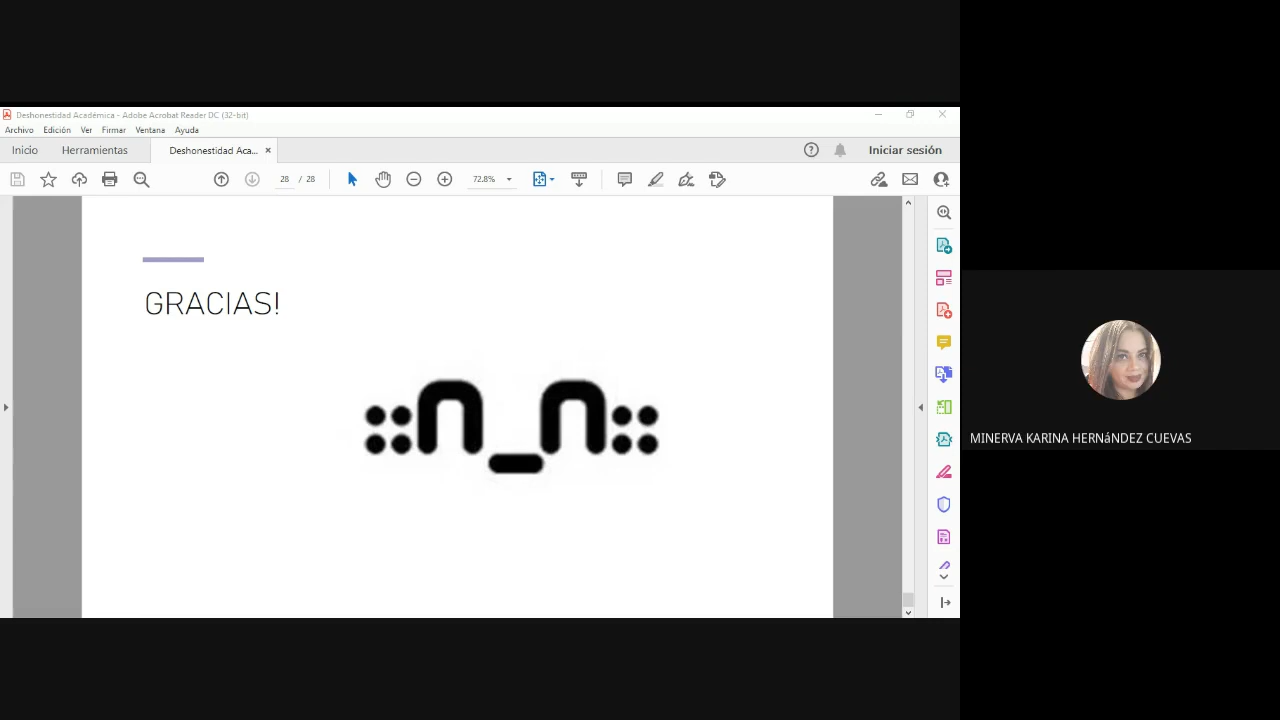 Deshonestidad Académica - Adobe Acrobat Reader DC (32-bit)
Archivo Edición Ver Firmar Ventana Ayuda
Inicio Herramientas Deshonestidad Aca... Iniciar sesión
28 / 28 72.8%
GRACIAS!
::n_n::
MINERVA KARINA HERNáNDEZ CUEVAS